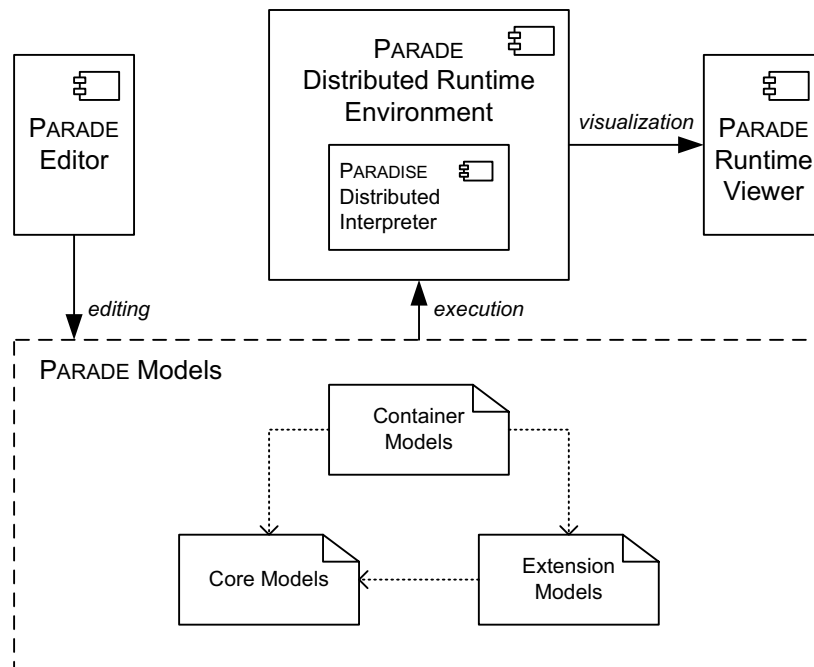 PARADE
Editor
PARADE
Distributed Runtime
Environment
PARADISE
Distributed
Interpreter
visualization
PARADE
Runtime
Viewer
editing
execution
PARADE Models
Container
Models
Core Models
Extension
Models